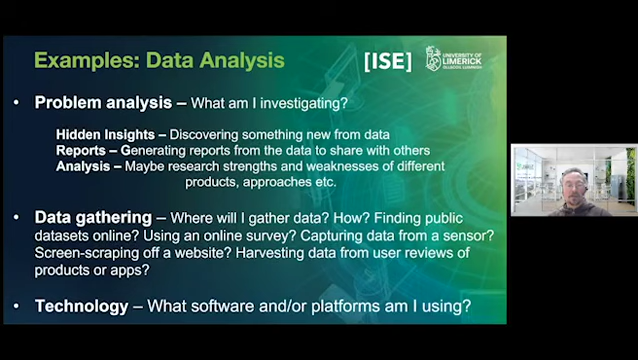 Examples: Data Analysis
[ISE]
UNIVERSITY OF
LIMERICK
• Problem analysis – What am I investigating?
Hidden Insights – Discovering something new from data
Reports – Generating reports from the data to share with others
Analysis – Maybe research strengths and weaknesses of different
products, approaches etc.
• Data gathering – Where will I gather data? How? Finding public
datasets online? Using an online survey? Capturing data from a sensor?
Screen-scraping off a website? Harvesting data from user reviews of
products or apps?
• Technology – What software and/or platforms am I using?